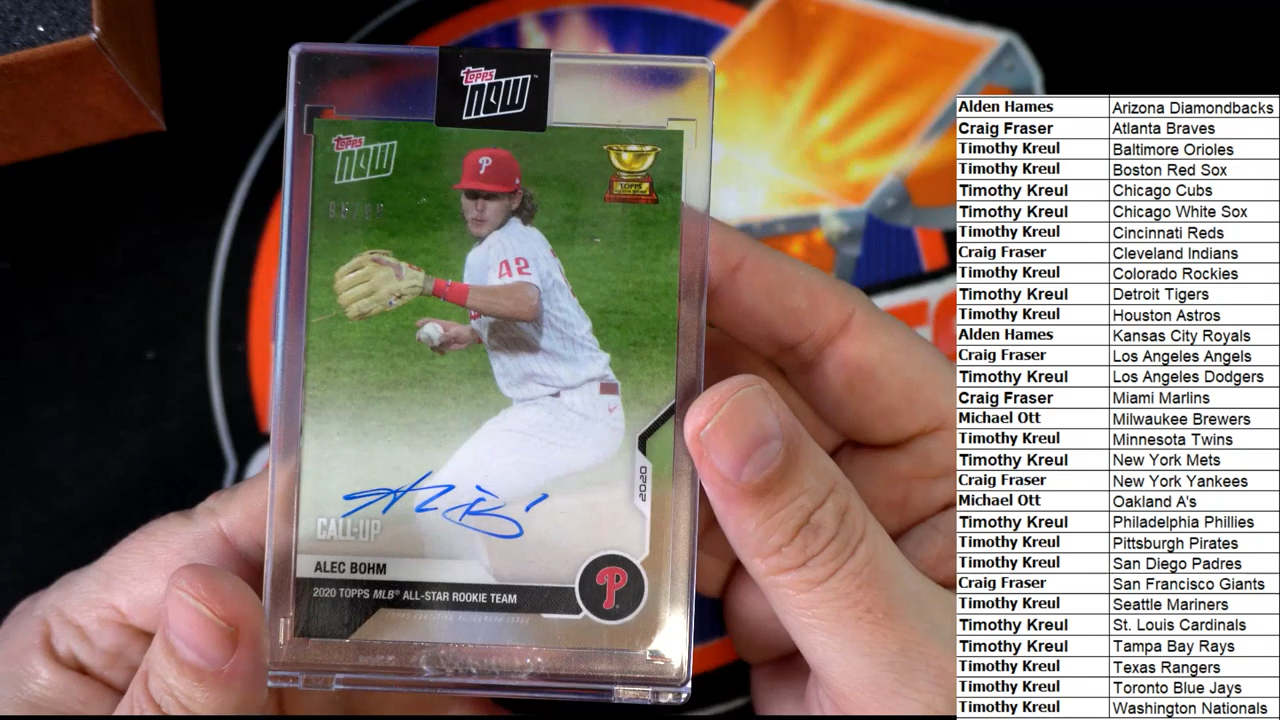 TOPPS NOW
TOPPS NOW
TOPPS
P
42
2020
CALL-UP
ALEC BOHM
2020 TOPPS MLB® ALL-STAR ROOKIE TEAM
P
TOPPS CERTIFIED AUTOGRAPH ISSUE
Alden Hames Arizona Diamondbacks
Craig Fraser Atlanta Braves
Timothy Kreul Baltimore Orioles
Timothy Kreul Boston Red Sox
Timothy Kreul Chicago Cubs
Timothy Kreul Chicago White Sox
Timothy Kreul Cincinnati Reds
Craig Fraser Cleveland Indians
Timothy Kreul Colorado Rockies
Timothy Kreul Detroit Tigers
Timothy Kreul Houston Astros
Alden Hames Kansas City Royals
Craig Fraser Los Angeles Angels
Timothy Kreul Los Angeles Dodgers
Craig Fraser Miami Marlins
Michael Ott Milwaukee Brewers
Timothy Kreul Minnesota Twins
Timothy Kreul New York Mets
Craig Fraser New York Yankees
Michael Ott Oakland A's
Timothy Kreul Philadelphia Phillies
Timothy Kreul Pittsburgh Pirates
Timothy Kreul San Diego Padres
Craig Fraser San Francisco Giants
Timothy Kreul Seattle Mariners
Timothy Kreul St. Louis Cardinals
Timothy Kreul Tampa Bay Rays
Timothy Kreul Texas Rangers
Timothy Kreul Toronto Blue Jays
Timothy Kreul Washington Nationals